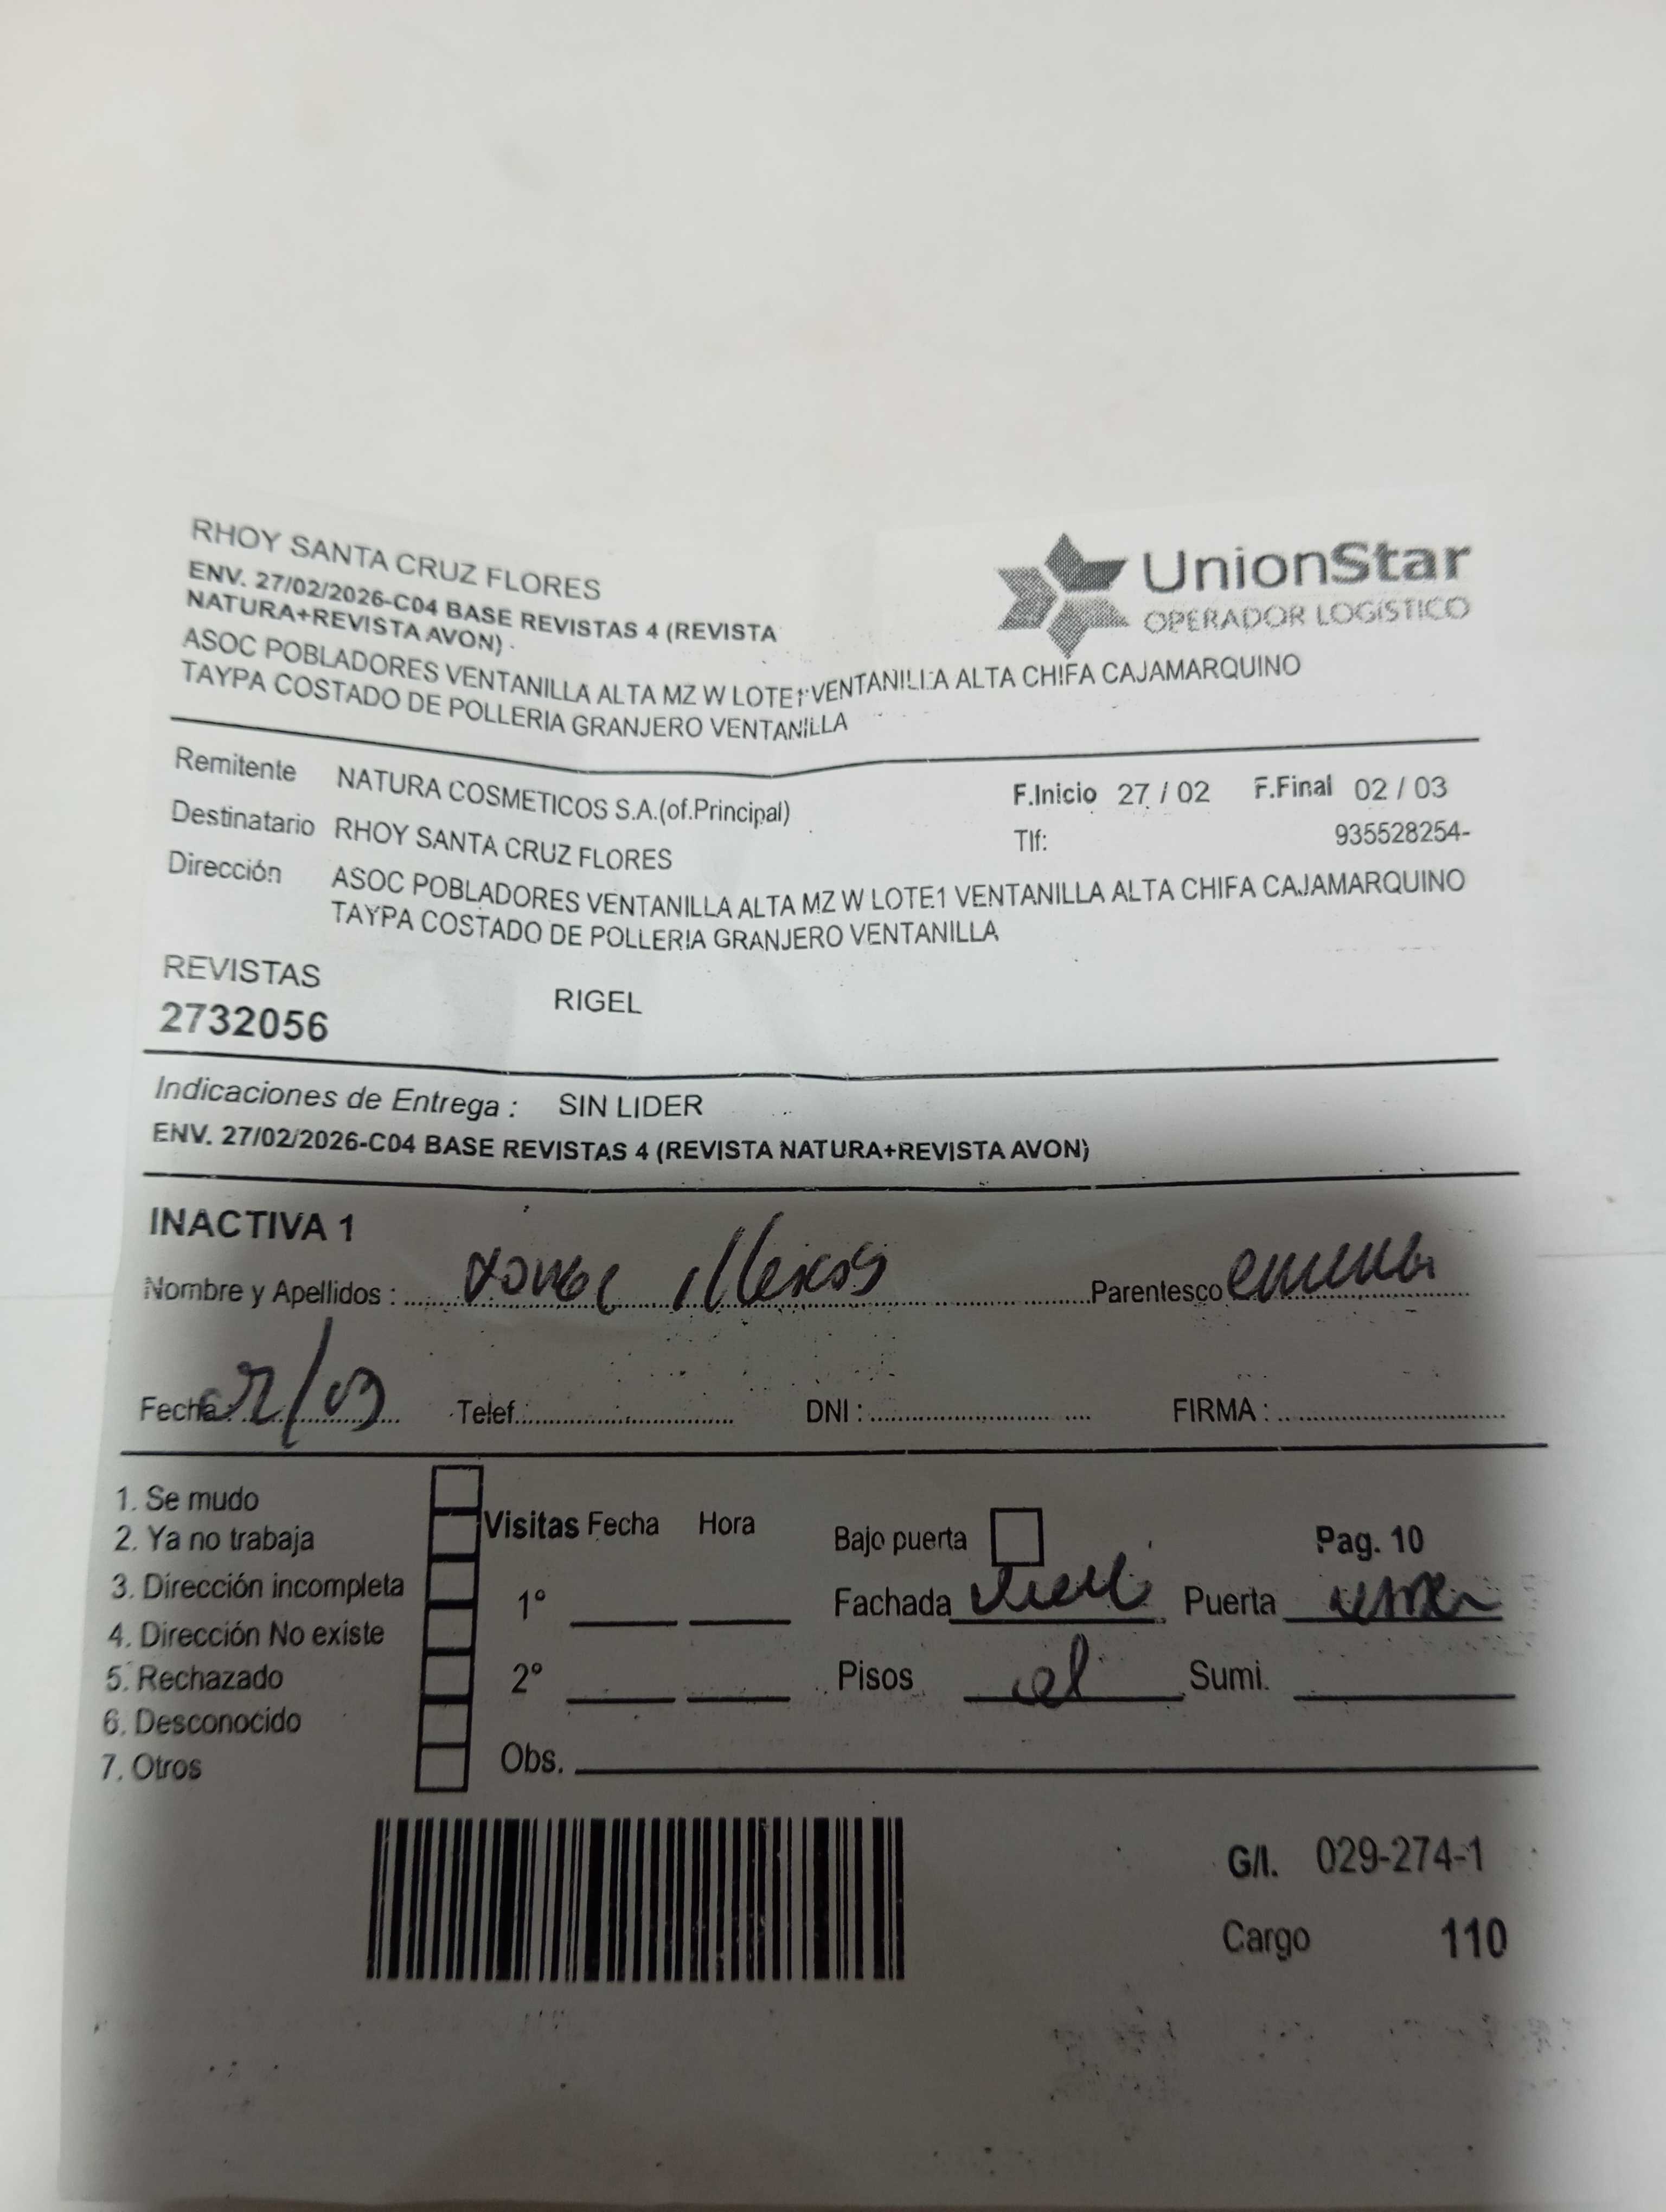 RHOY SANTA CRUZ FLORES
ENV. 27/02/2026-C04 BASE REVISTAS 4 (REVISTA
NATURA+REVISTA AVON)
ASOC POBLADORES VENTANILLA ALTA MZ W LOTE1 VENTANILLA ALTA CHIFA CAJAMARQUINO
TAYPA COSTADO DE POLLERIA GRANJERO VENTANILLA
UnionStar
OPERADOR LOGISTICO
Remitente NATURA COSMETICOS S.A.(of.Principal)
F.Inicio 27 / 02 F.Final 02 / 03
Destinatario RHOY SANTA CRUZ FLORES
Tlf: 935528254-
Dirección ASOC POBLADORES VENTANILLA ALTA MZ W LOTE1 VENTANILLA ALTA CHIFA CAJAMARQUINO
TAYPA COSTADO DE POLLERIA GRANJERO VENTANILLA
REVISTAS
2732056 RIGEL
Indicaciones de Entrega : SIN LIDER
ENV. 27/02/2026-C04 BASE REVISTAS 4 (REVISTA NATURA+REVISTA AVON)
INACTIVA 1
Nombre y Apellidos : Parentesco
Fecha: 02/03 Telef.: DNI : FIRMA :
1. Se mudo
2. Ya no trabaja
3. Dirección incompleta
4. Dirección No existe
5. Rechazado
6. Desconocido
7. Otros
Visitas Fecha Hora
1°
2°
Obs.
Bajo puerta Pag. 10
Fachada Puerta
Pisos Sumi.
G/I. 029-274-1
Cargo 110